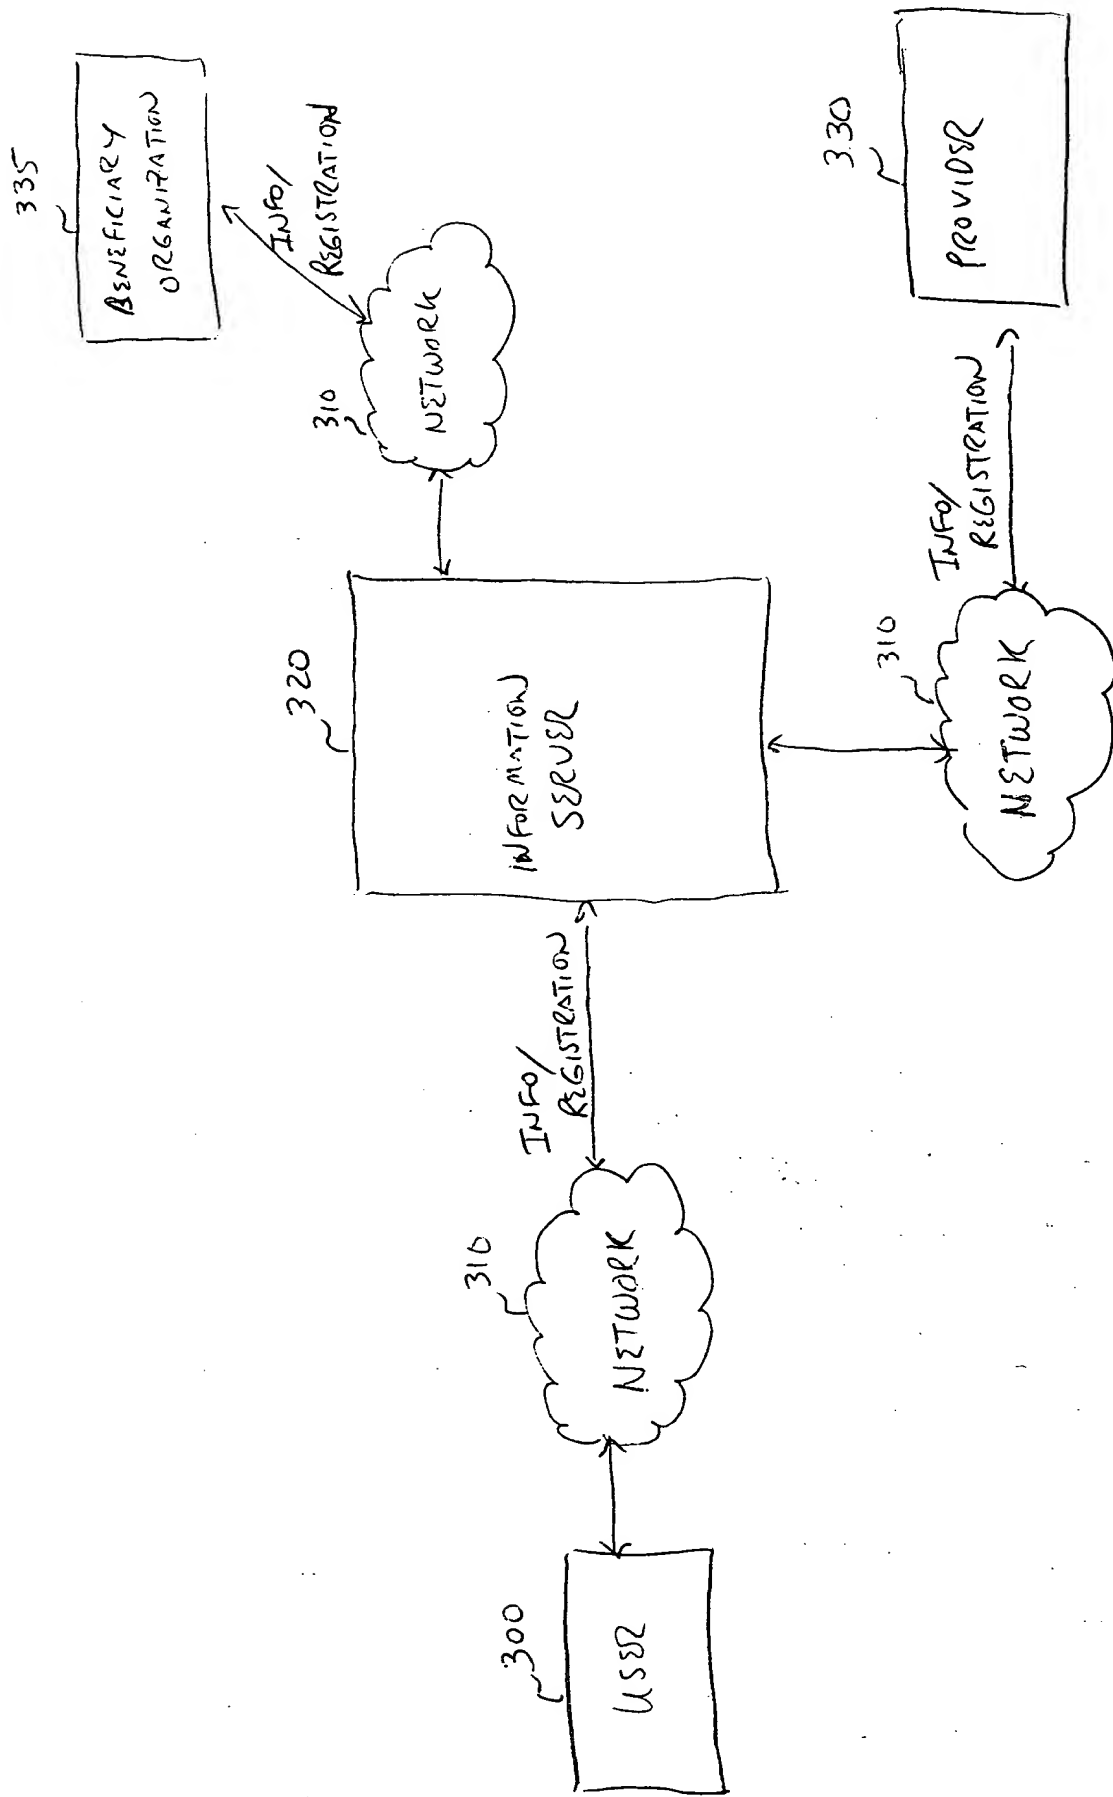 335
BENEFICIARY
ORGANIZATION
INFO/
REGISTRATION
310
NETWORK
320
INFORMATION
SERVER
INFO/
REGISTRATION
310
NETWORK
300
USER
310
NETWORK
INFO/
REGISTRATION
330
PROVIDER